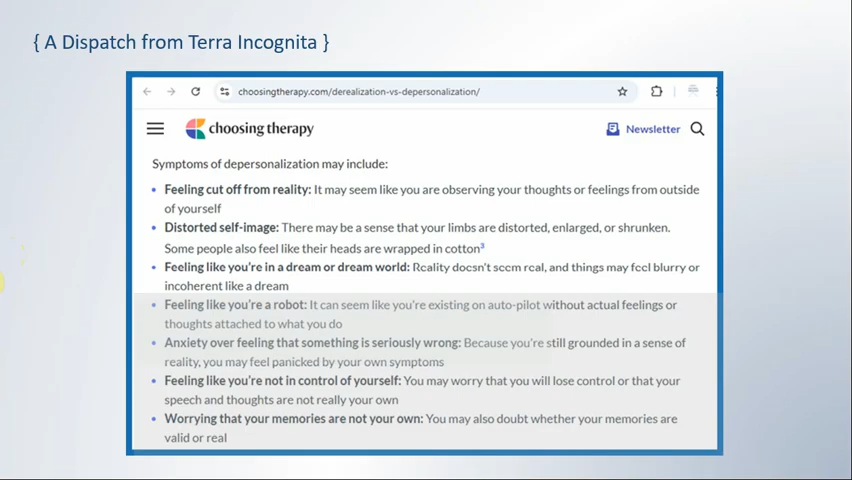 { A Dispatch from Terra Incognita }
choosingtherapy.com/derealization-vs-depersonalization/
choosing therapy
Newsletter
Symptoms of depersonalization may include:
• Feeling cut off from reality: It may seem like you are observing your thoughts or feelings from outside
of yourself
• Distorted self-image: There may be a sense that your limbs are distorted, enlarged, or shrunken.
Some people also feel like their heads are wrapped in cotton³
• Feeling like you're in a dream or dream world: Reality doesn't seem real, and things may feel blurry or
incoherent like a dream
• Feeling like you're a robot: It can seem like you're existing on auto-pilot without actual feelings or
thoughts attached to what you do
• Anxiety over feeling that something is seriously wrong: Because you're still grounded in a sense of
reality, you may feel panicked by your own symptoms
• Feeling like you're not in control of yourself: You may worry that you will lose control or that your
speech and thoughts are not really your own
• Worrying that your memories are not your own: You may also doubt whether your memories are
valid or real